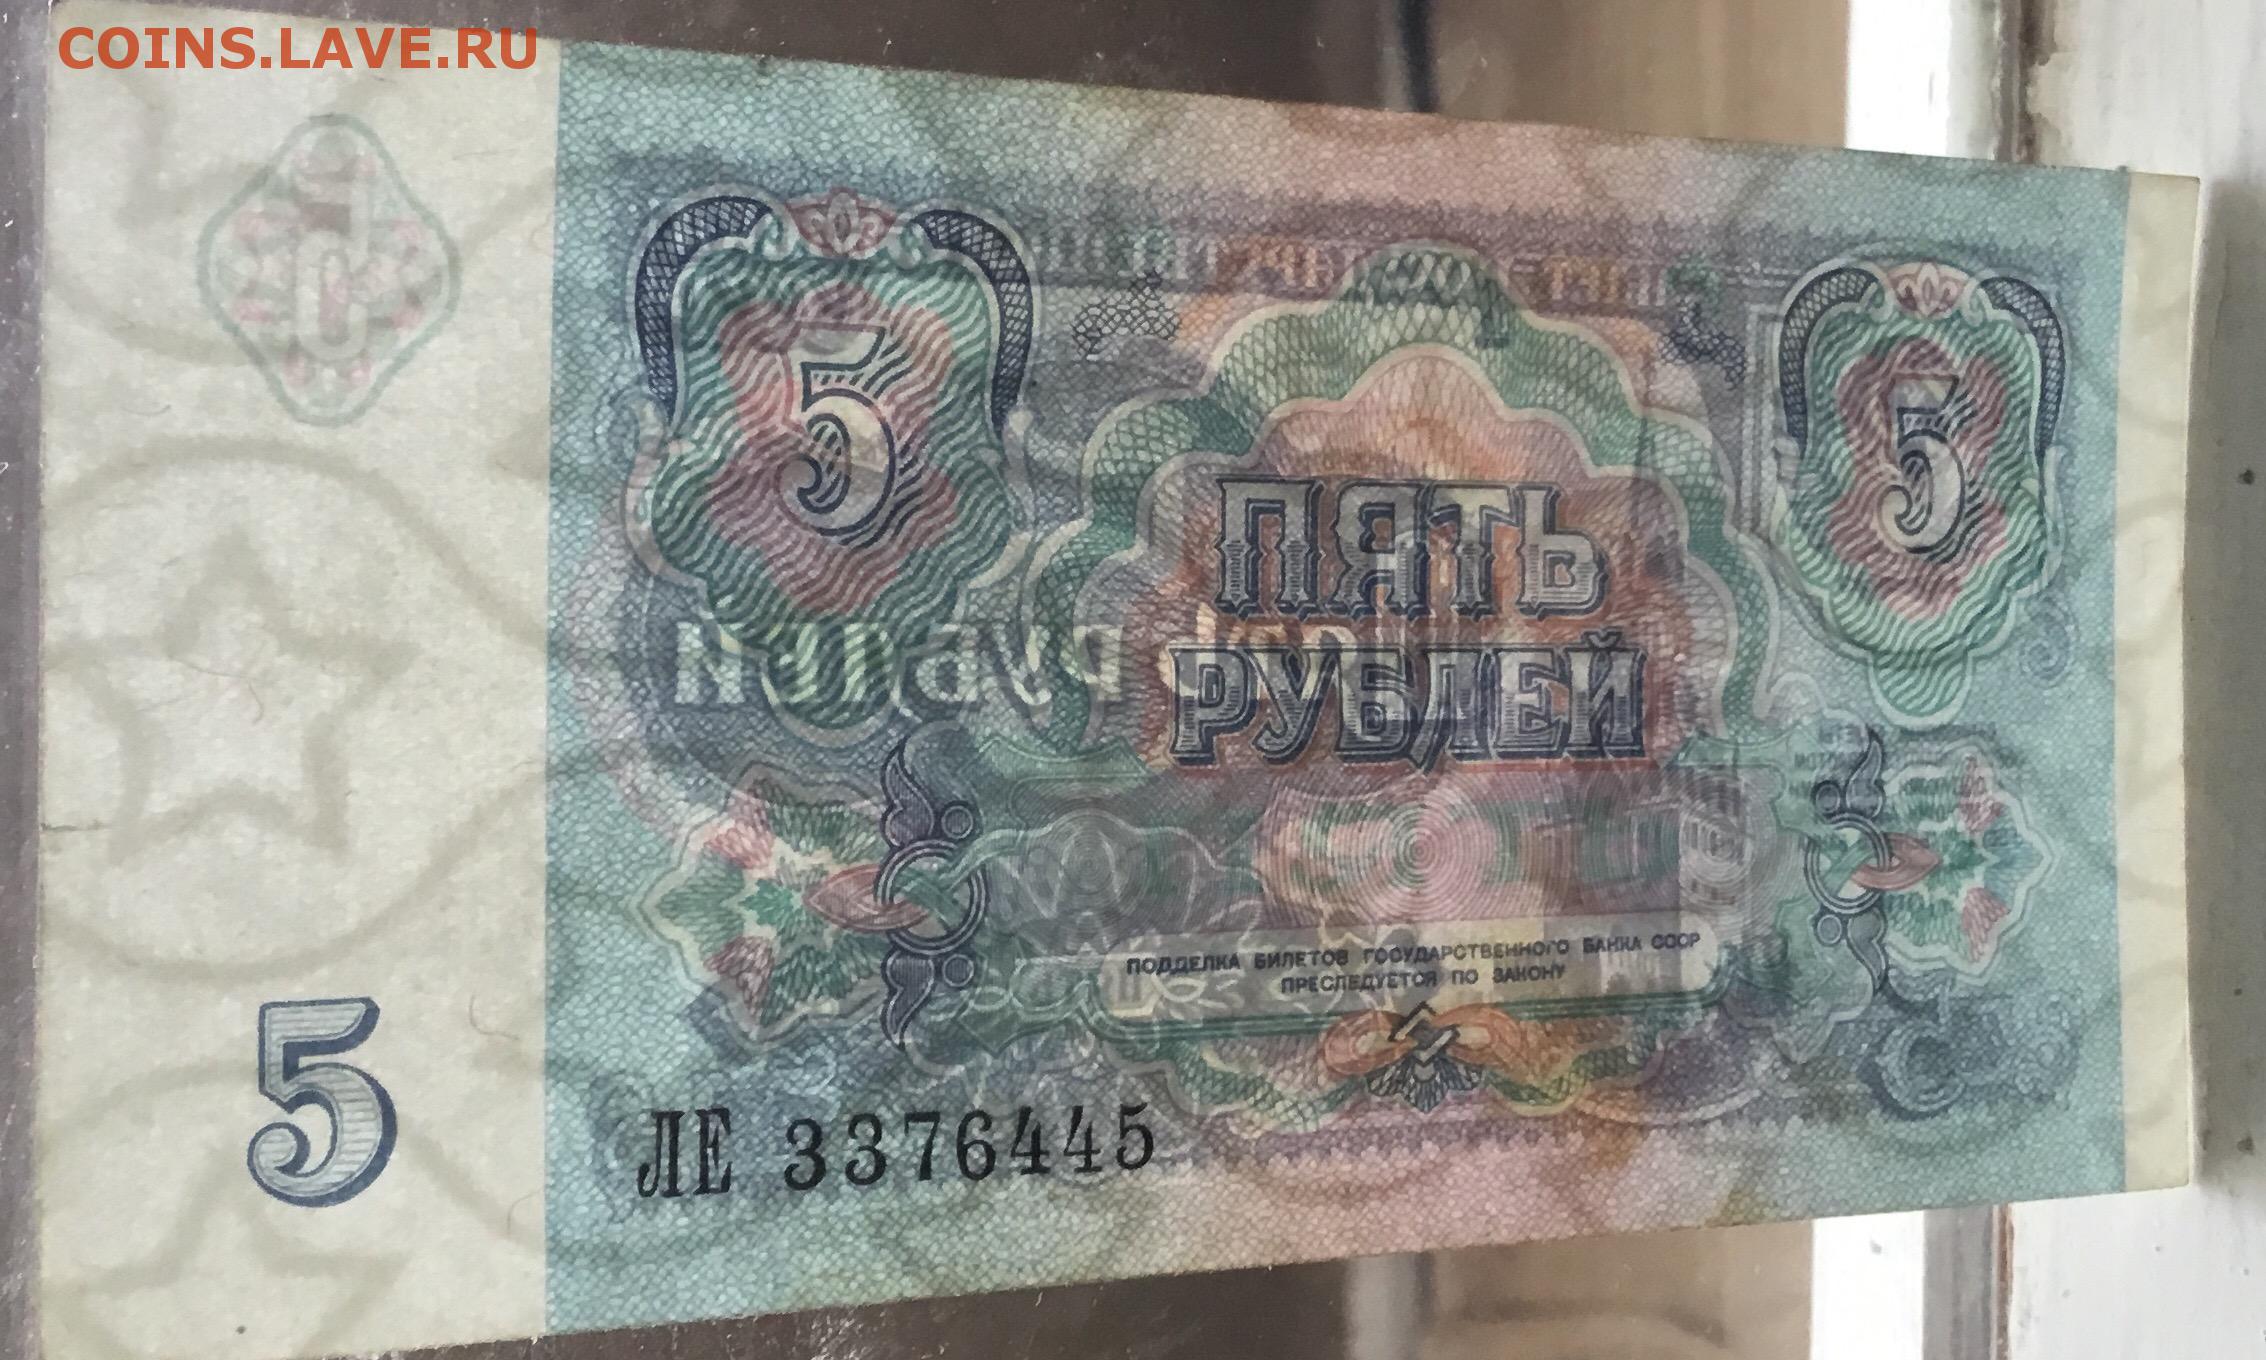 COINS.LAVE.RU
5
5
ПЯТЬ
РУБЛЕЙ
ПОДДЕЛКА БИЛЕТОВ ГОСУДАРСТВЕННОГО БАНКА СССР
ПРЕСЛЕДУЕТСЯ ПО ЗАКОНУ
5
ЛЕ 3376445